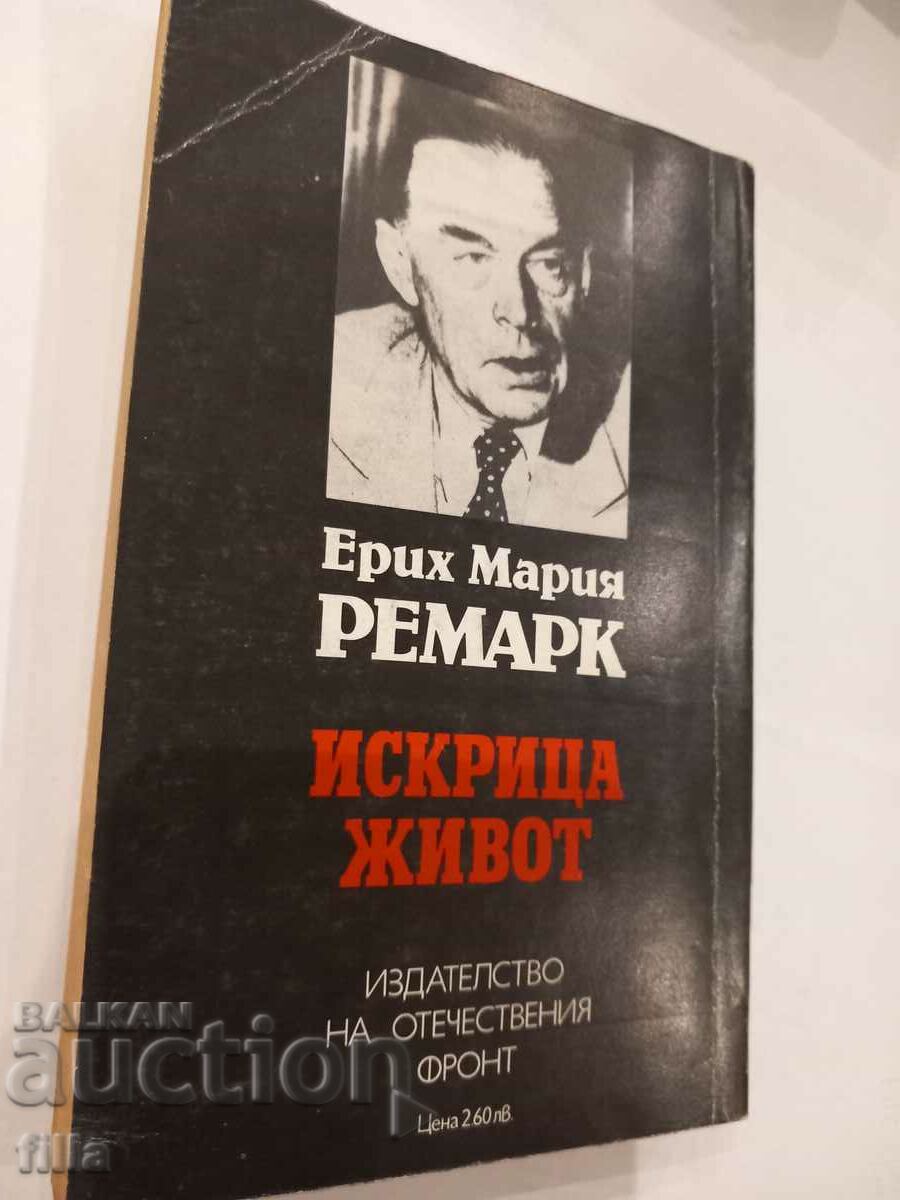 Ерих Мария
РЕМАРК
ИСКРИЦА
ЖИВОТ
ИЗДАТЕЛСТВО
НА ОТЕЧЕСТВЕНИЯ
ФРОНТ
Цена 2.60 лв.
BALKAN
auction
filla